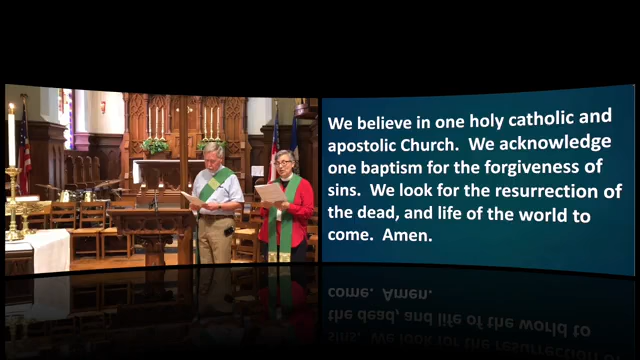 We believe in one holy catholic and
apostolic Church.  We acknowledge
one baptism for the forgiveness of
sins.  We look for the resurrection of
the dead, and life of the world to
come.  Amen.